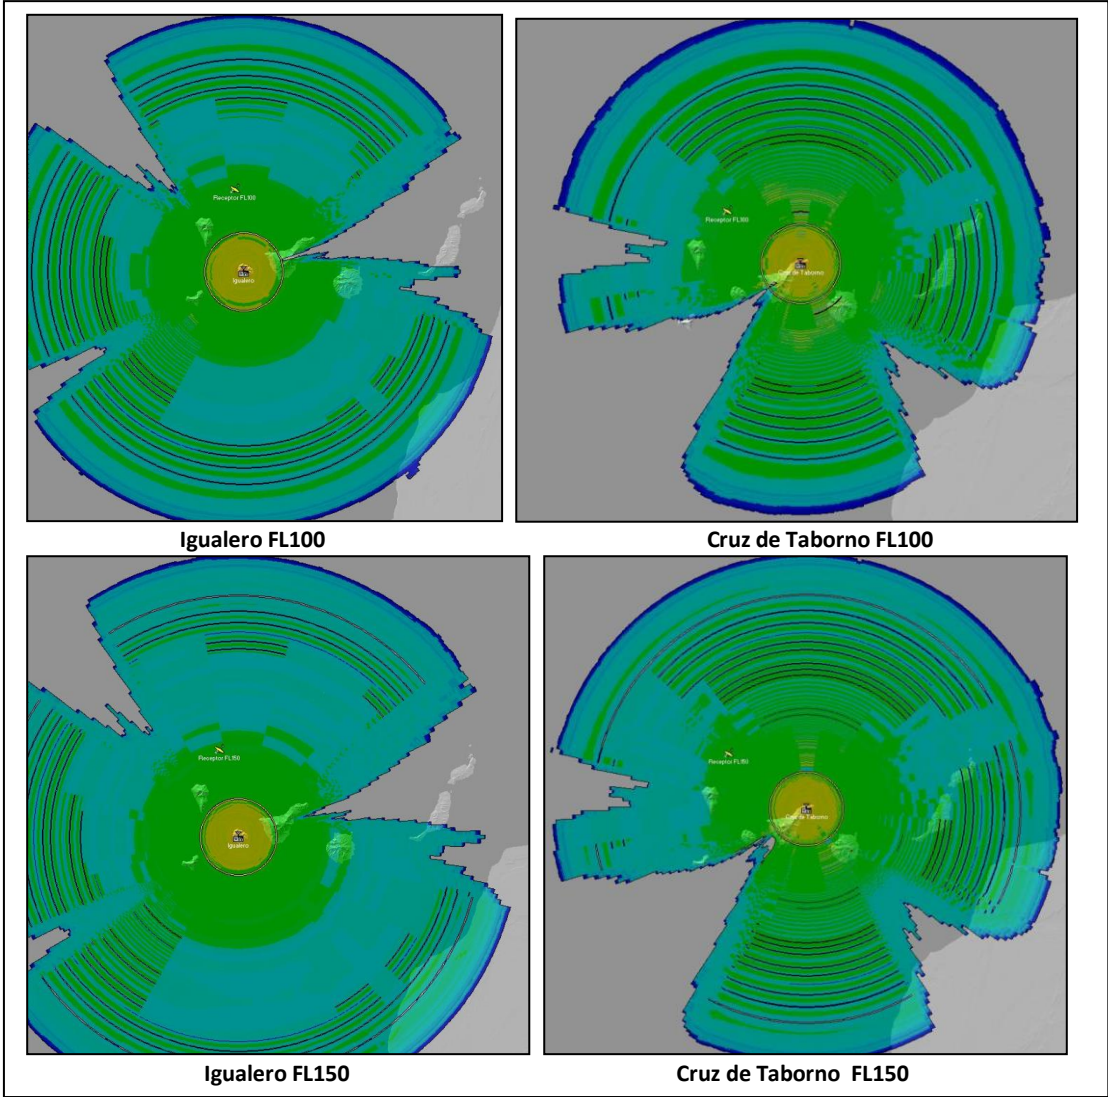 Receptor FL100
Igualero
Receptor FL100
Cruz de Taborno
Igualero FL100
Cruz de Taborno FL100
Receptor FL150
Igualero
Receptor FL150
Cruz de Taborno
Igualero FL150
Cruz de Taborno  FL150